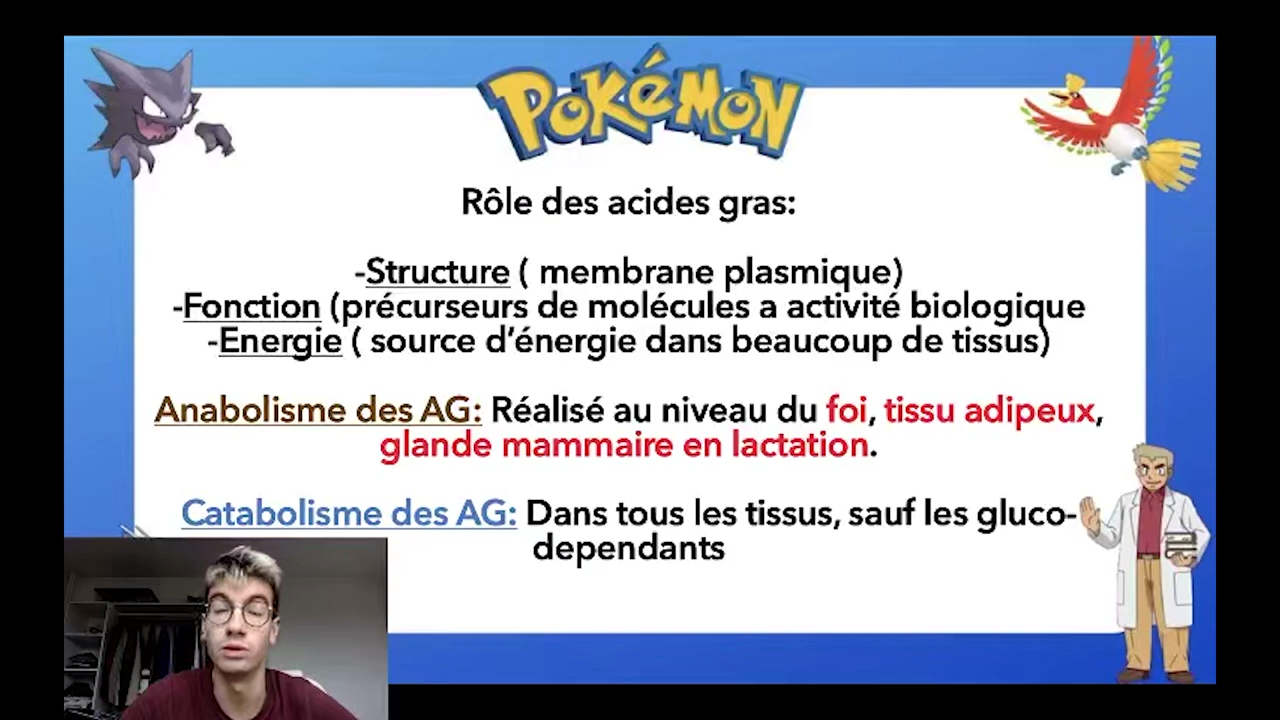 POKéMON
Rôle des acides gras:
-Structure ( membrane plasmique)
-Fonction (précurseurs de molécules a activité biologique
-Energie ( source d’énergie dans beaucoup de tissus)
Anabolisme des AG: Réalisé au niveau du foi, tissu adipeux,
glande mammaire en lactation.
Catabolisme des AG: Dans tous les tissus, sauf les gluco-
dependants